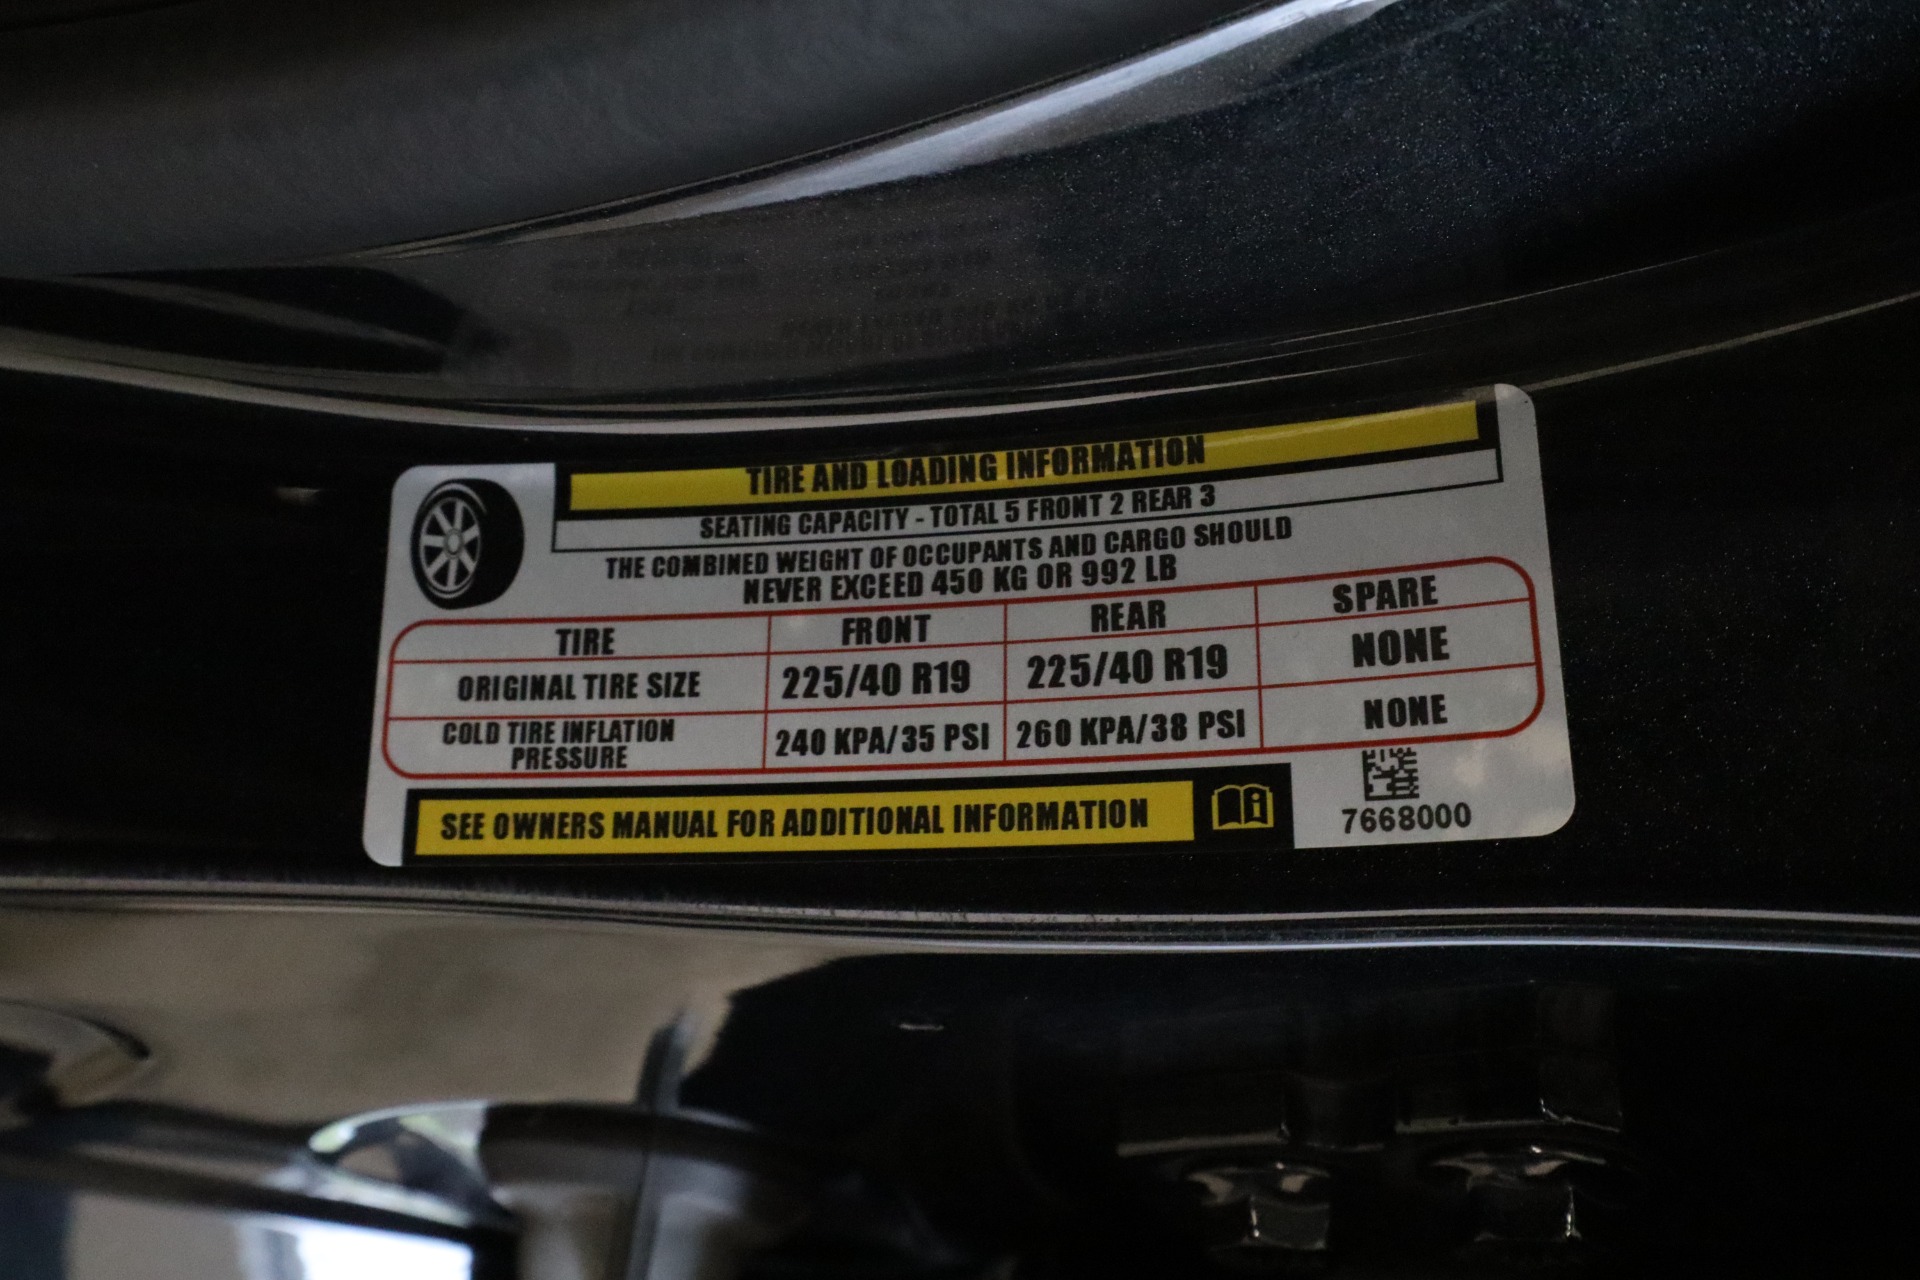 TIRE AND LOADING INFORMATION
SEATING CAPACITY - TOTAL 5 FRONT 2 REAR 3
THE COMBINED WEIGHT OF OCCUPANTS AND CARGO SHOULD
NEVER EXCEED 450 KG OR 992 LB
TIRE FRONT REAR SPARE
ORIGINAL TIRE SIZE 225/40 R19 225/40 R19 NONE
COLD TIRE INFLATION
PRESSURE 240 KPA/35 PSI 260 KPA/38 PSI NONE
SEE OWNERS MANUAL FOR ADDITIONAL INFORMATION
7668000